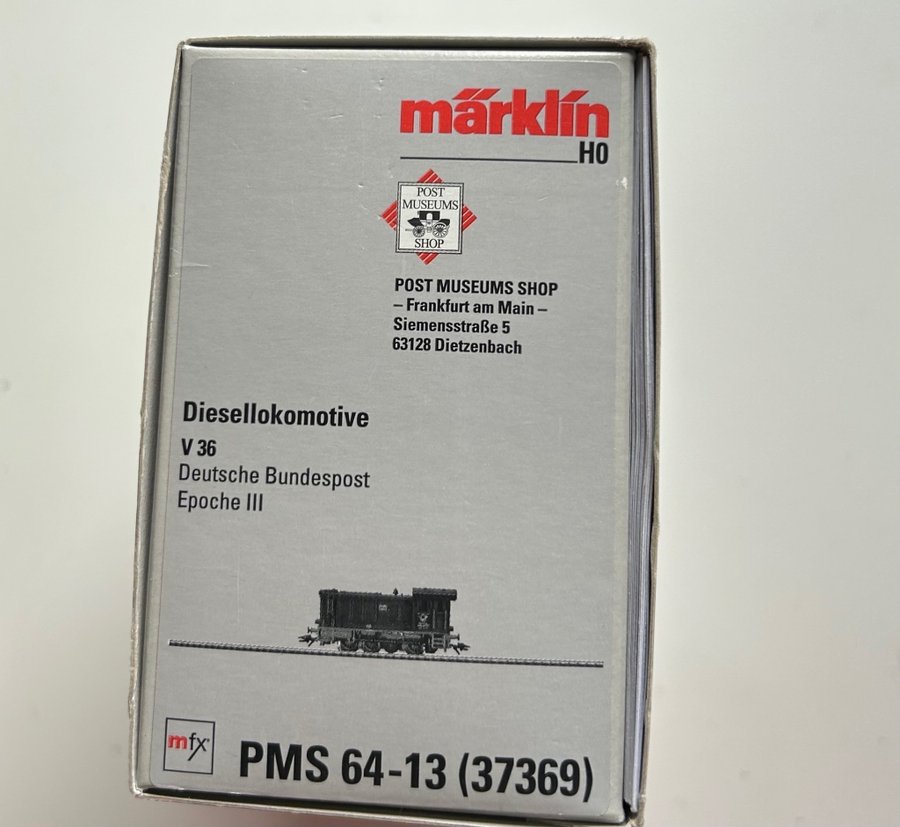 märklin
H0
POST
MUSEUMS
SHOP
POST MUSEUMS SHOP
– Frankfurt am Main –
Siemensstraße 5
63128 Dietzenbach
Diesellokomotive
V 36
Deutsche Bundespost
Epoche III
mfx
PMS 64-13 (37369)